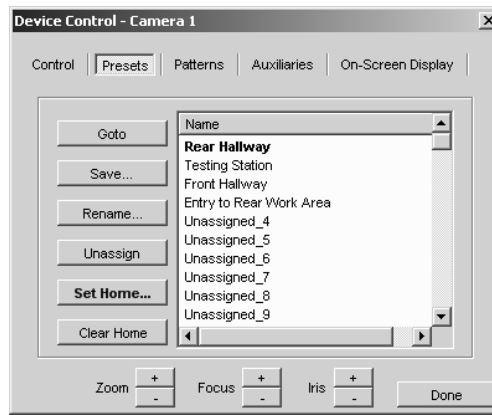 Device Control - Camera 1
Control Presets Patterns Auxiliaries On-Screen Display
Goto
Save...
Rename...
Unassign
Set Home...
Clear Home
Name
Rear Hallway
Testing Station
Front Hallway
Entry to Rear Work Area
Unassigned_4
Unassigned_5
Unassigned_6
Unassigned_7
Unassigned_8
Unassigned_9
Zoom + - Focus + - Iris + -
Done